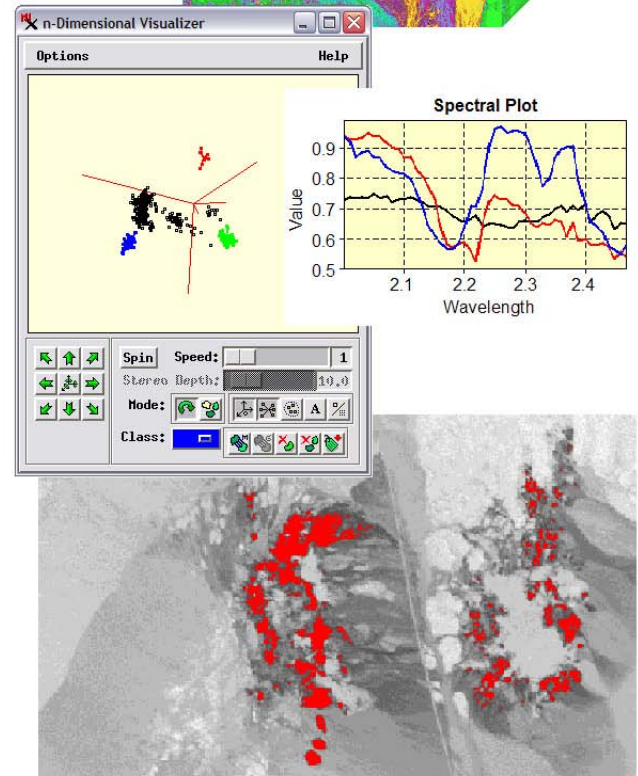 n-Dimensional Visualizer
Options Help
Spectral Plot
Value
0.9
0.8
0.7
0.6
0.5
2.1 2.2 2.3 2.4
Wavelength
Spin Speed: 1
Stereo Depth: 10.0
Mode: A
Class: